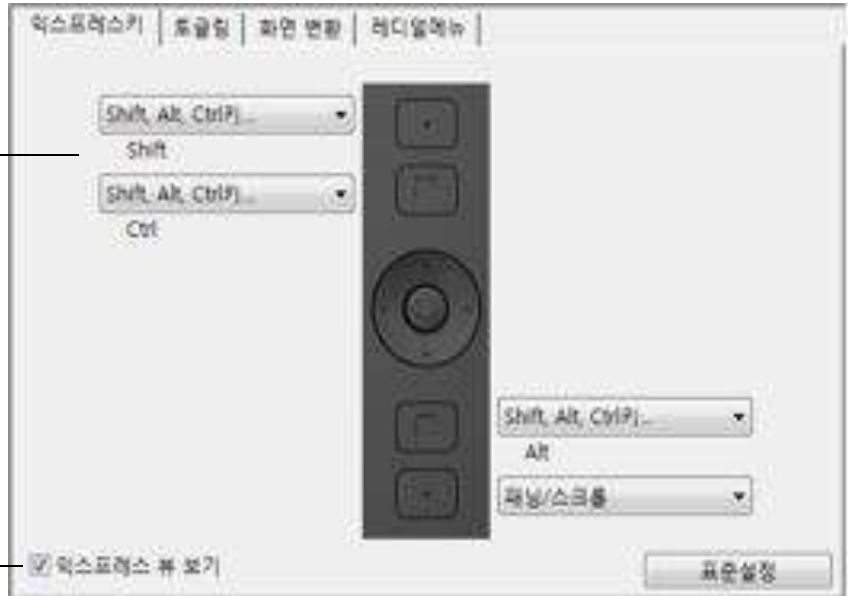 익스프레스키 토글링 화면 변환 레디얼메뉴
Shift, Alt, Ctrl키...
Shift
Shift, Alt, Ctrl키...
Ctrl
Shift, Alt, Ctrl키...
Alt
패닝/스크롤
익스프레스 뷰 보기
표준설정